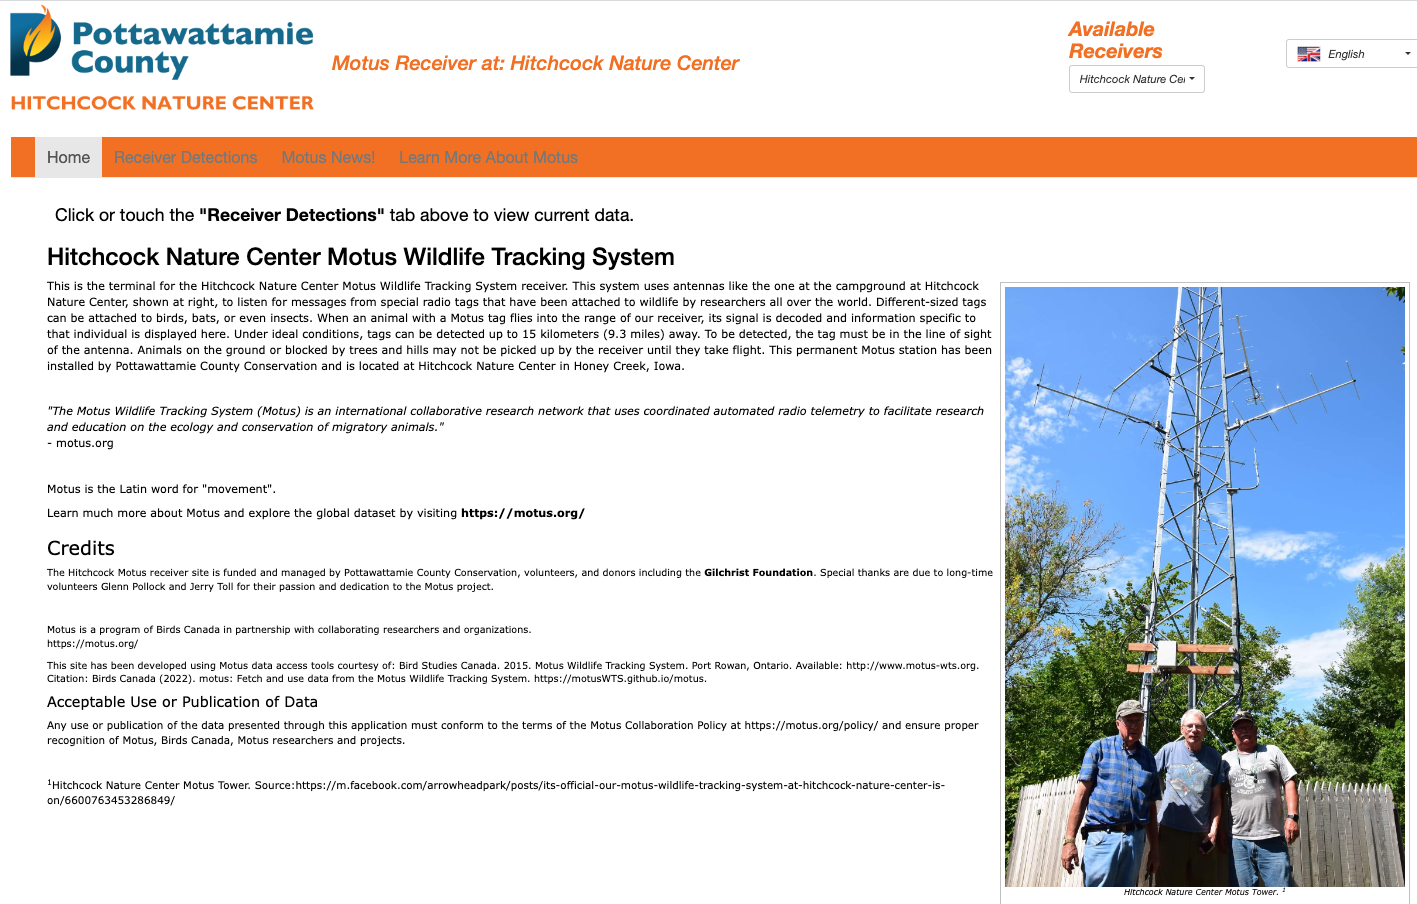 Pottawattamie
County
HITCHCOCK NATURE CENTER
Motus Receiver at: Hitchcock Nature Center
Available
Receivers
Hitchcock Nature Ce
English
Home
Receiver Detections
Motus News!
Learn More About Motus
Click or touch the "Receiver Detections" tab above to view current data.
Hitchcock Nature Center Motus Wildlife Tracking System
This is the terminal for the Hitchcock Nature Center Motus Wildlife Tracking System receiver. This system uses antennas like the one at the campground at Hitchcock
Nature Center, shown at right, to listen for messages from special radio tags that have been attached to wildlife by researchers all over the world. Different-sized tags
can be attached to birds, bats, or even insects. When an animal with a Motus tag flies into the range of our receiver, its signal is decoded and information specific to
that individual is displayed here. Under ideal conditions, tags can be detected up to 15 kilometers (9.3 miles) away. To be detected, the tag must be in the line of sight
of the antenna. Animals on the ground or blocked by trees and hills may not be picked up by the receiver until they take flight. This permanent Motus station has been
installed by Pottawattamie County Conservation and is located at Hitchcock Nature Center in Honey Creek, Iowa.
"The Motus Wildlife Tracking System (Motus) is an international collaborative research network that uses coordinated automated radio telemetry to facilitate research
and education on the ecology and conservation of migratory animals."
- motus.org
Motus is the Latin word for "movement".
Learn much more about Motus and explore the global dataset by visiting https://motus.org/
Credits
The Hitchcock Motus receiver site is funded and managed by Pottawattamie County Conservation, volunteers, and donors including the Gilchrist Foundation. Special thanks are due to long-time
volunteers Glenn Pollock and Jerry Toll for their passion and dedication to the Motus project.
Motus is a program of Birds Canada in partnership with collaborating researchers and organizations.
https://motus.org/
This site has been developed using Motus data access tools courtesy of: Bird Studies Canada. 2015. Motus Wildlife Tracking System. Port Rowan, Ontario. Available: http://www.motus-wts.org.
Citation: Birds Canada (2022). motus: Fetch and use data from the Motus Wildlife Tracking System. https://motusWTS.github.io/motus.
Acceptable Use or Publication of Data
Any use or publication of the data presented through this application must conform to the terms of the Motus Collaboration Policy at https://motus.org/policy/ and ensure proper
recognition of Motus, Birds Canada, Motus researchers and projects.
¹Hitchcock Nature Center Motus Tower. Source:https://m.facebook.com/arrowheadpark/posts/its-official-our-motus-wildlife-tracking-system-at-hitchcock-nature-center-is-
on/6600763453286849/
Hitchcock Nature Center Motus Tower. ¹